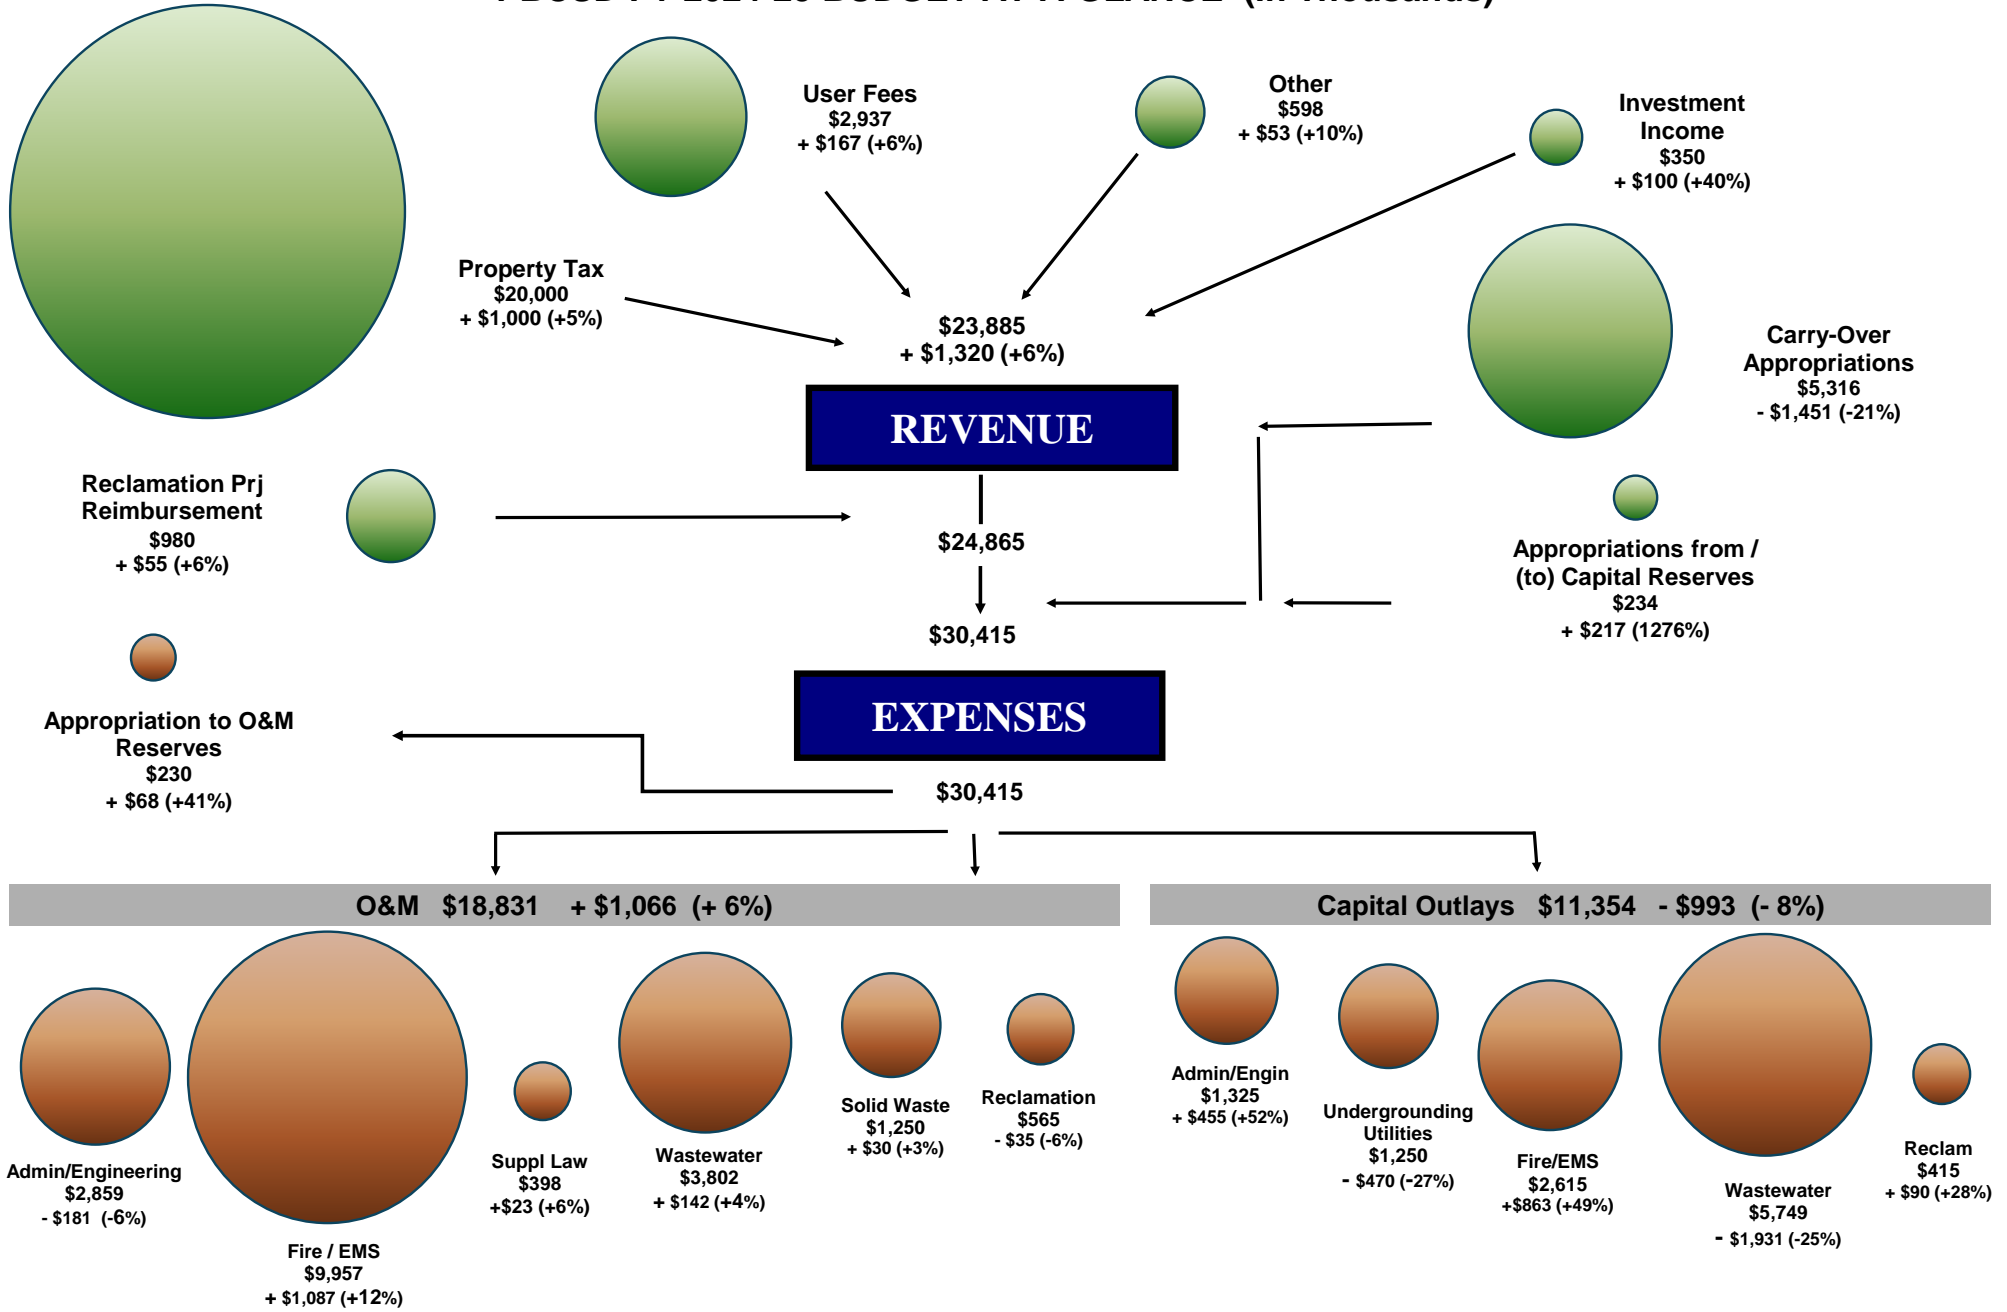 BUDGET AT A GLANCE (In Thousands)
User Fees
$2,937
+ $167 (+6%)
Other
$598
+ $53 (+10%)
Investment
Income
$350
+ $100 (+40%)
Property Tax
$20,000
+ $1,000 (+5%)
$23,885
+ $1,320 (+6%)
Carry-Over
Appropriations
$5,316
- $1,451 (-21%)
REVENUE
Reclamation Prj
Reimbursement
$980
+ $55 (+6%)
$24,865
Appropriations from /
(to) Capital Reserves
$234
+ $217 (1276%)
$30,415
EXPENSES
Appropriation to O&M
Reserves
$230
+ $68 (+41%)
$30,415
O&M $18,831 + $1,066 (+ 6%)
Capital Outlays $11,354 - $993 (- 8%)
Admin/Engineering
$2,859
- $181 (-6%)
Fire / EMS
$9,957
+ $1,087 (+12%)
Suppl Law
$398
+$23 (+6%)
Wastewater
$3,802
+ $142 (+4%)
Solid Waste
$1,250
+ $30 (+3%)
Reclamation
$565
- $35 (-6%)
Admin/Engin
$1,325
+ $455 (+52%)
Undergrounding
Utilities
$1,250
- $470 (-27%)
Fire/EMS
$2,615
+$863 (+49%)
Wastewater
$5,749
- $1,931 (-25%)
Reclam
$415
+ $90 (+28%)